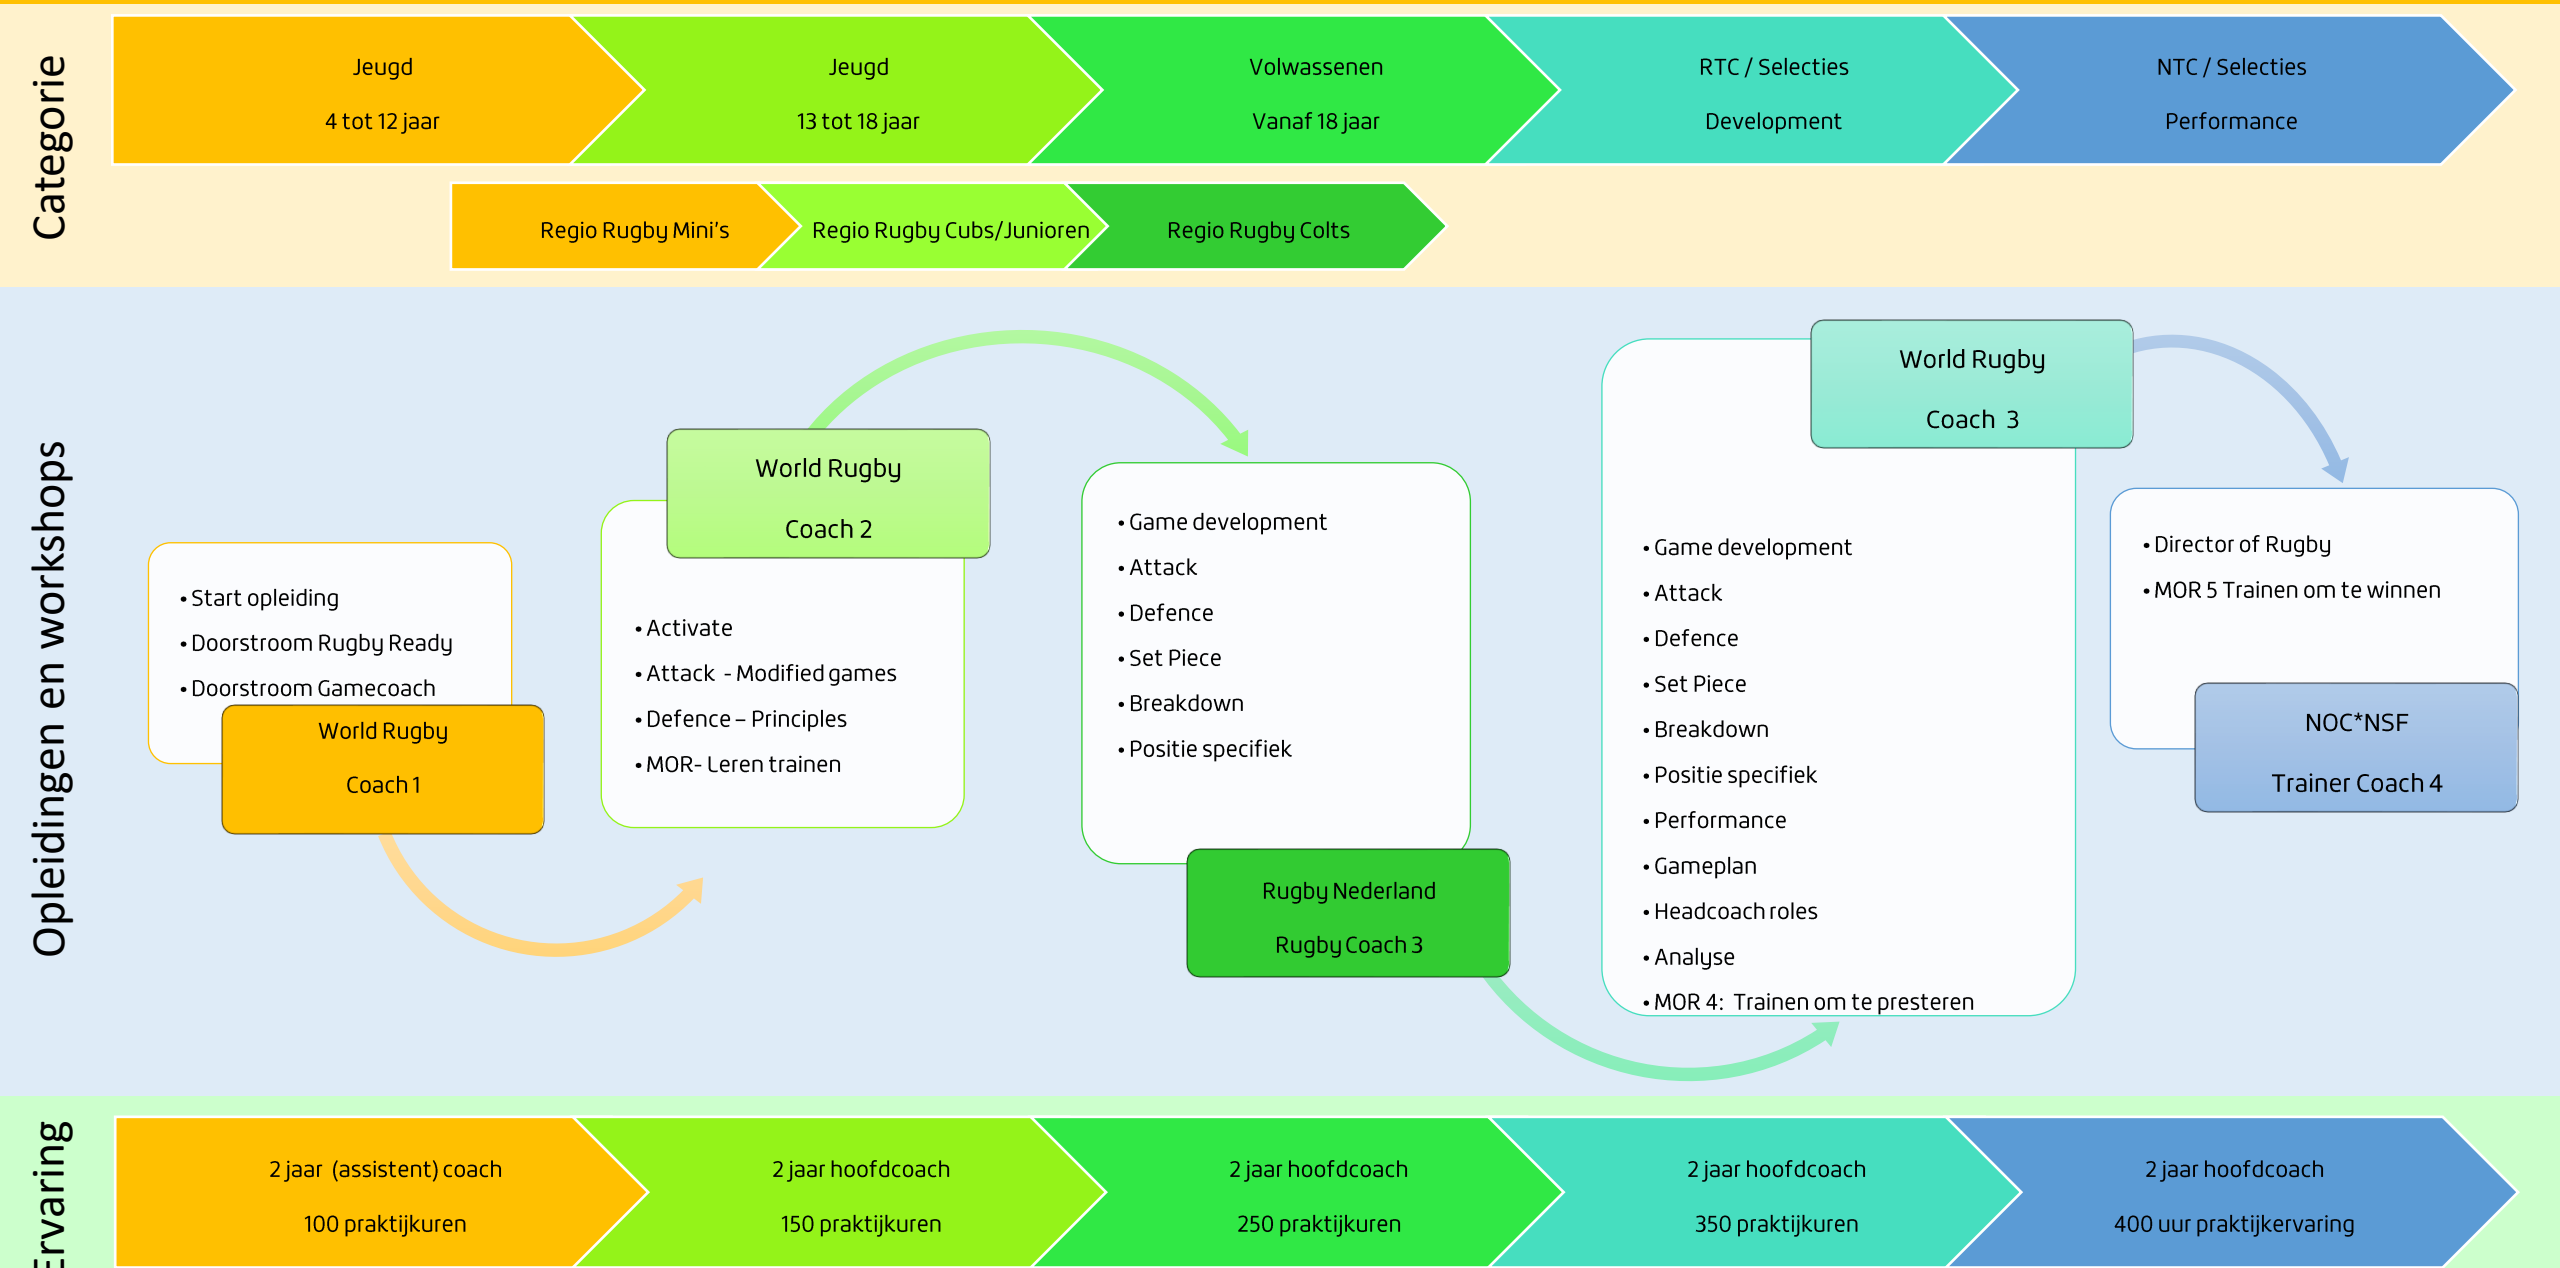 Categorie
Jeugd
4 tot 12 jaar
Jeugd
13 tot 18 jaar
Volwassenen
Vanaf 18 jaar
RTC / Selecties
Development
NTC / Selecties
Performance
Regio Rugby Mini's
Regio Rugby Cubs/Junioren
Regio Rugby Colts
Opleidingen en workshops
• Start opleiding
• Doorstroom Rugby Ready
• Doorstroom Gamecoach
World Rugby
Coach 1
World Rugby
Coach 2
• Activate
• Attack - Modified games
• Defence – Principles
• MOR- Leren trainen
• Game development
• Attack
• Defence
• Set Piece
• Breakdown
• Positie specifiek
Rugby Nederland
Rugby Coach 3
World Rugby
Coach 3
• Game development
• Attack
• Defence
• Set Piece
• Breakdown
• Positie specifiek
• Performance
• Gameplan
• Headcoach roles
• Analyse
• MOR 4: Trainen om te presteren
• Director of Rugby
• MOR 5 Trainen om te winnen
NOC*NSF
Trainer Coach 4
Ervaring
2 jaar (assistent) coach
100 praktijkuren
2 jaar hoofdcoach
150 praktijkuren
2 jaar hoofdcoach
250 praktijkuren
2 jaar hoofdcoach
350 praktijkuren
2 jaar hoofdcoach
400 uur praktijkervaring